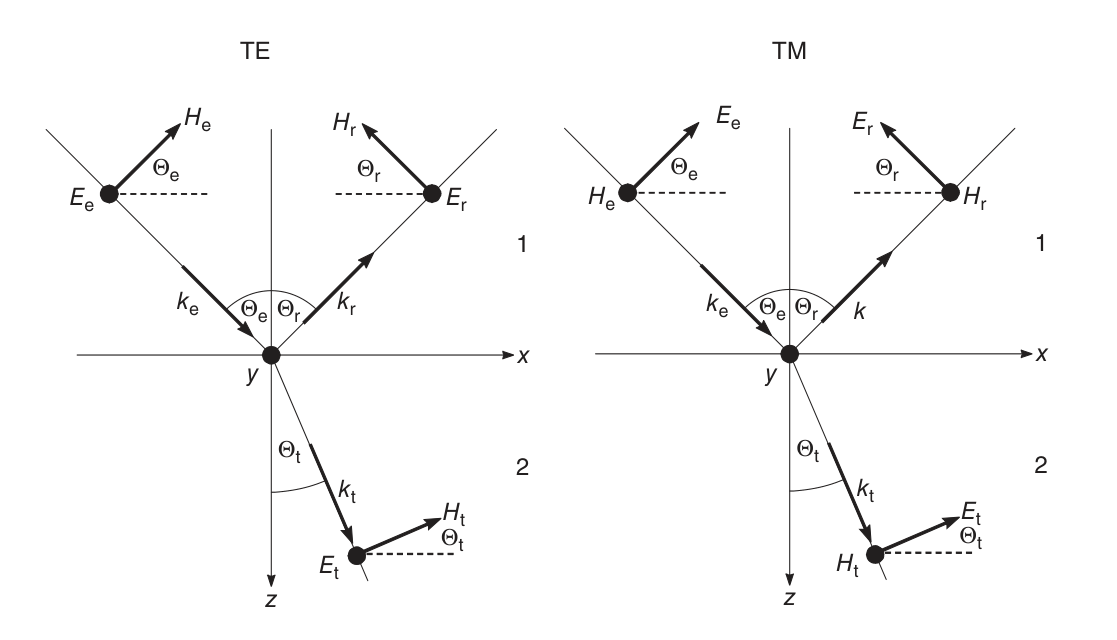 TE
TM
H_e
H_r
E_e
E_r
Θ_e
Θ_r
Θ_e
Θ_r
E_e
E_r
H_e
H_r
1
1
k_e
Θ_e
Θ_r
k_r
k_e
Θ_e
Θ_r
k
x
x
y
y
Θ_t
2
Θ_t
2
k_t
k_t
H_t
E_t
Θ_t
Θ_t
E_t
H_t
z
z